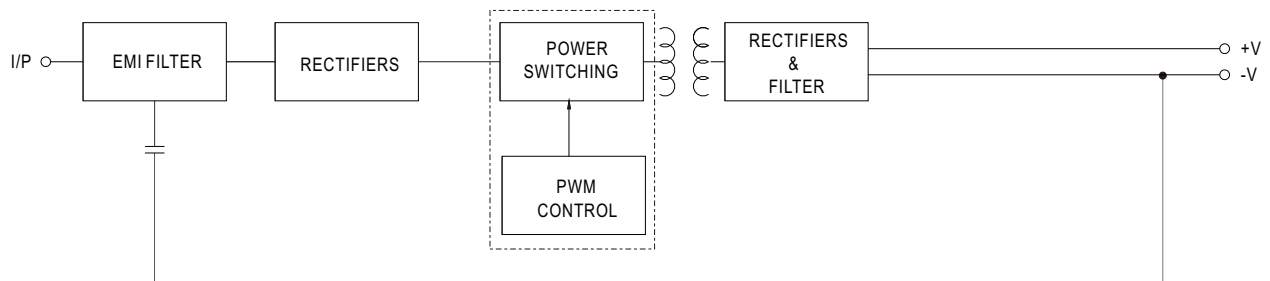 I/P
EMI FILTER
RECTIFIERS
POWER
SWITCHING
PWM
CONTROL
RECTIFIERS
&
FILTER
+V
-V